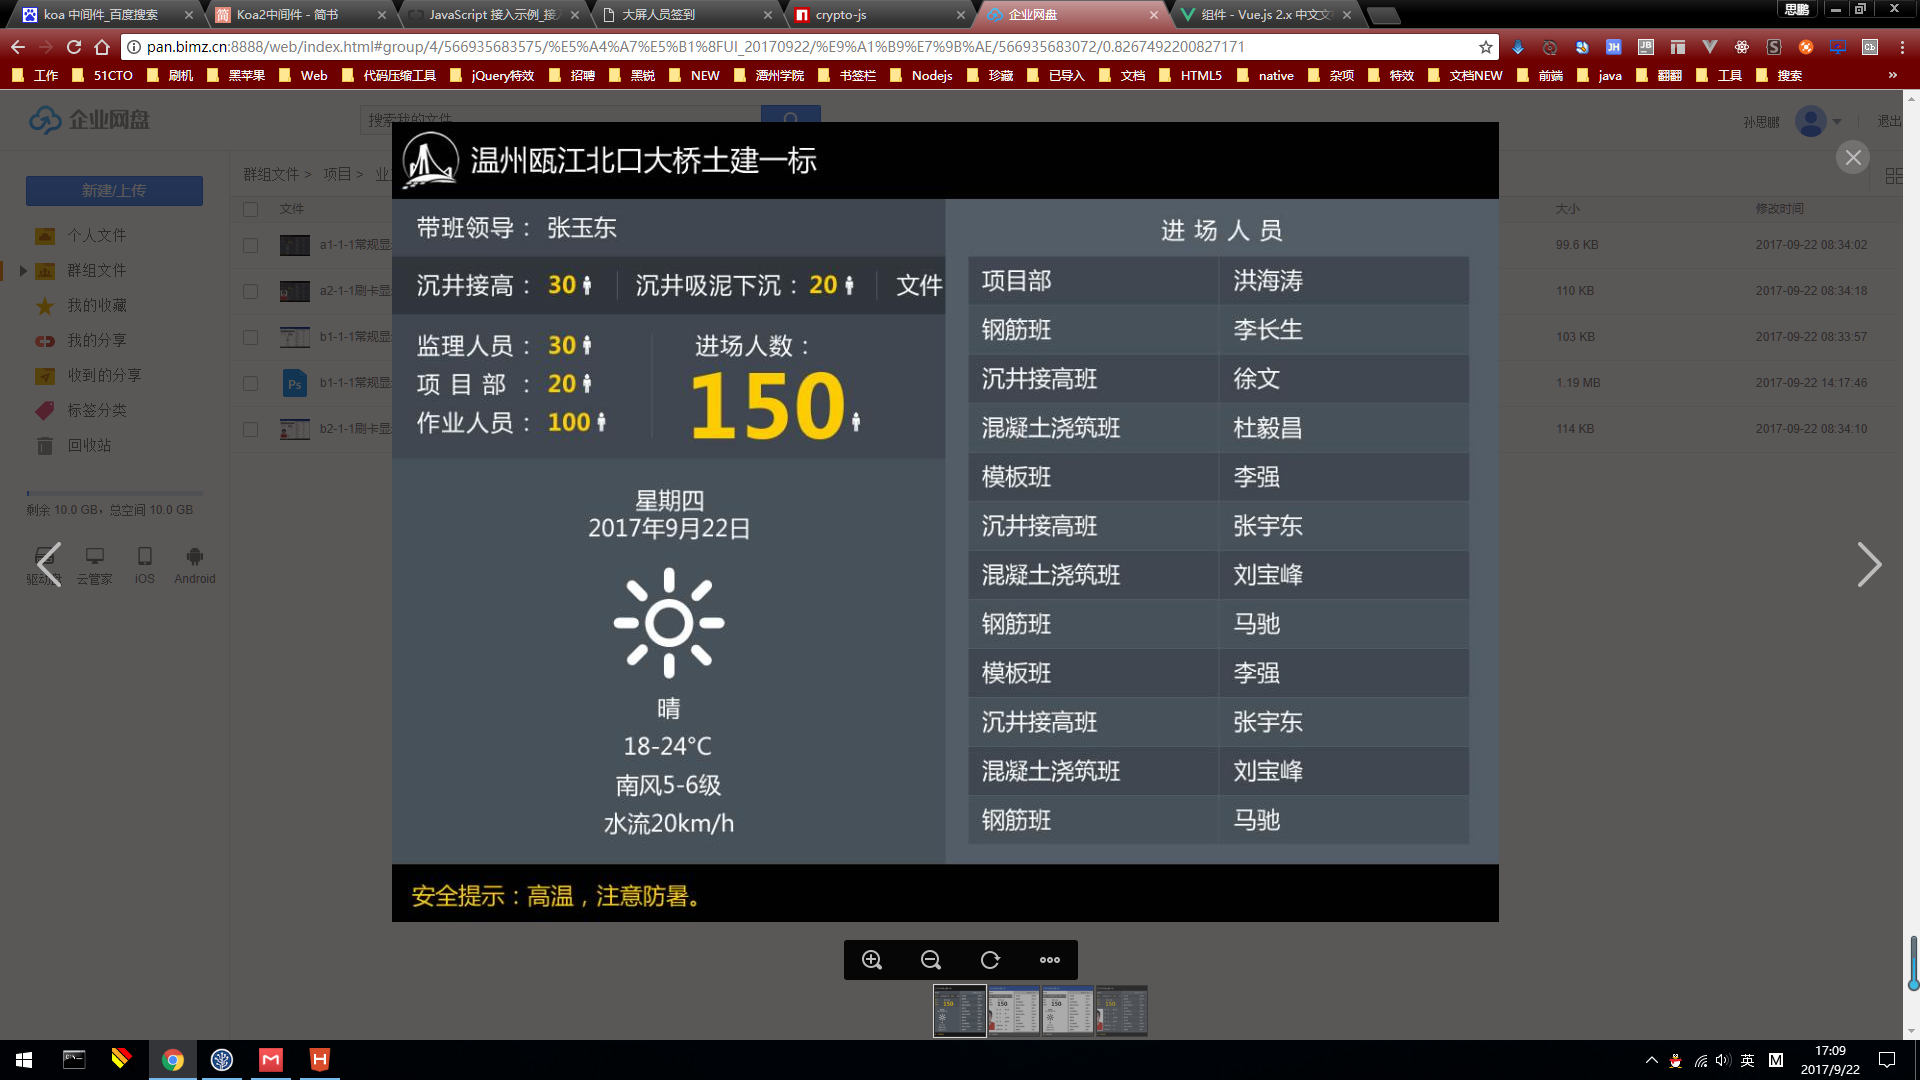 koa 中间件_百度搜索
Koa2中间件 - 简书
JavaScript 接入示例_接
大屏人员签到
crypto-js
企业网盘
组件 - Vue.js 2.x 中文文
思鹏
pan.bimz.cn:8888/web/index.html#group/4/566935683575/%E5%A4%A7%E5%B1%8FUI_20170922/%E9%A1%B9%E7%9B%AE/566935683072/0.8267492200827171
工作 51CTO 刷机 黑苹果 Web 代码压缩工具 jQuery特效 招聘 黑锐 NEW 潭州学院 书签栏 Nodejs 珍藏 已导入 文档 HTML5 native 杂项 特效 文档NEW 前端 java 翻翻 工具 搜索 »
企业网盘
搜索我的文件
孙思鹏
退出
新建/上传
群组文件 > 项目 > 业
文件
大小
修改时间
个人文件
群组文件
我的收藏
我的分享
收到的分享
标签分类
回收站
剩余 10.0 GB，总空间 10.0 GB
驱动盘 云管家 iOS Android
a1-1-1常规显
99.6 KB
2017-09-22 08:34:02
a2-1-1刷卡显
110 KB
2017-09-22 08:34:18
b1-1-1常规显
103 KB
2017-09-22 08:33:57
b1-1-1常规显
1.19 MB
2017-09-22 14:17:46
b2-1-1刷卡显
114 KB
2017-09-22 08:34:10
温州瓯江北口大桥土建一标
带班领导： 张玉东
沉井接高： 30
沉井吸泥下沉： 20
文件
监理人员： 30
项目部： 20
作业人员： 100
进场人数：
150
星期四
2017年9月22日
晴
18-24°C
南风5-6级
水流20km/h
进场人员
项目部 洪海涛
钢筋班 李长生
沉井接高班 徐文
混凝土浇筑班 杜毅昌
模板班 李强
沉井接高班 张宇东
混凝土浇筑班 刘宝峰
钢筋班 马驰
模板班 李强
沉井接高班 张宇东
混凝土浇筑班 刘宝峰
钢筋班 马驰
安全提示：高温，注意防暑。
英
17:09
2017/9/22